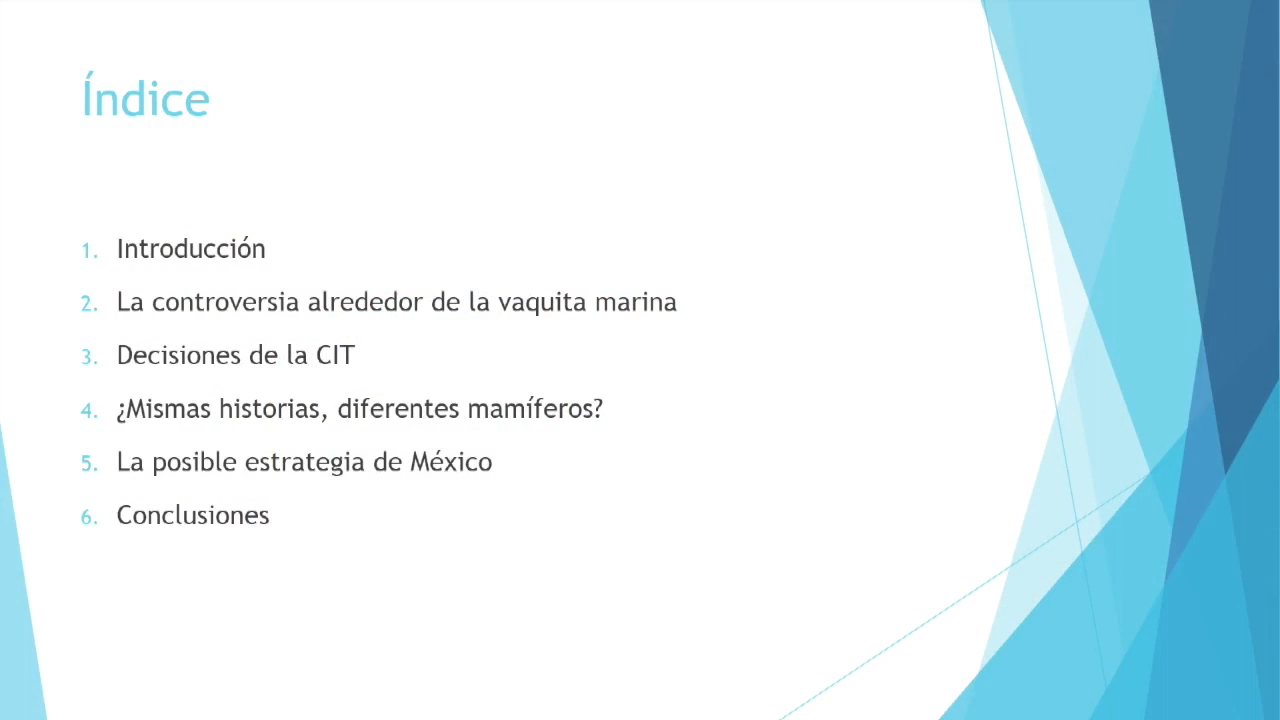 Índice
1. Introducción
2. La controversia alrededor de la vaquita marina
3. Decisiones de la CIT
4. ¿Mismas historias, diferentes mamíferos?
5. La posible estrategia de México
6. Conclusiones